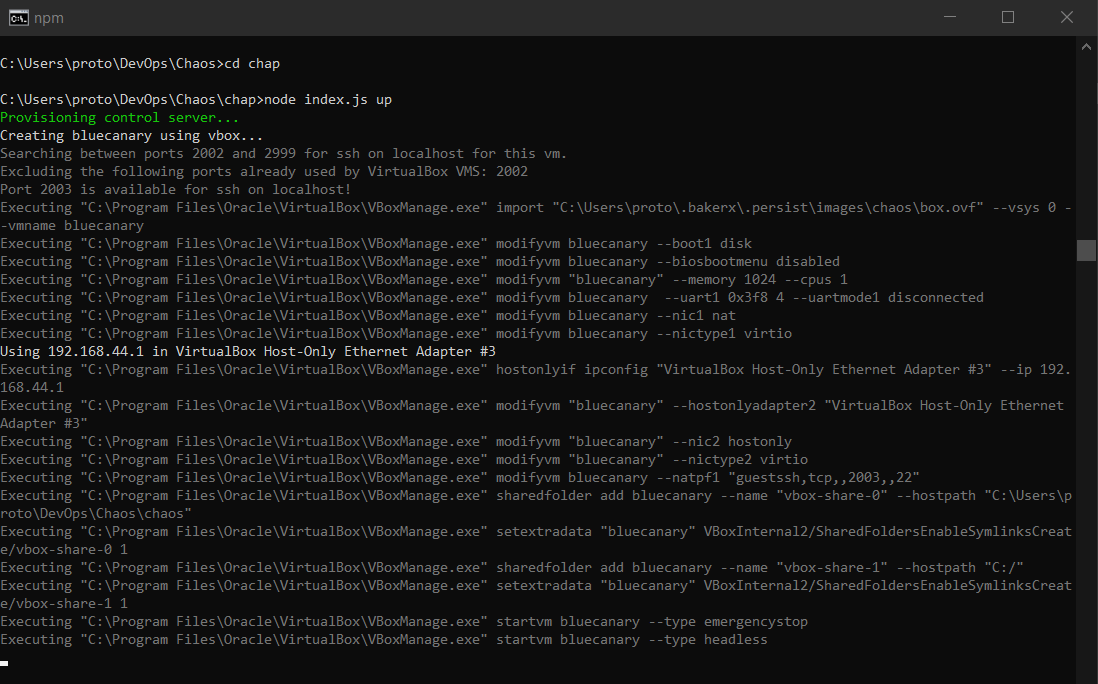 npm
C:\Users\proto\DevOps\Chaos>cd chap
C:\Users\proto\DevOps\Chaos\chap>node index.js up
Provisioning control server...
Creating bluecanary using vbox...
Searching between ports 2002 and 2999 for ssh on localhost for this vm.
Excluding the following ports already used by VirtualBox VMS: 2002
Port 2003 is available for ssh on localhost!
Executing "C:\Program Files\Oracle\VirtualBox\VBoxManage.exe" import "C:\Users\proto\.bakerx\.persist\images\chaos\box.ovf" --vsys 0 -
-vmname bluecanary
Executing "C:\Program Files\Oracle\VirtualBox\VBoxManage.exe" modifyvm bluecanary --boot1 disk
Executing "C:\Program Files\Oracle\VirtualBox\VBoxManage.exe" modifyvm bluecanary --biosbootmenu disabled
Executing "C:\Program Files\Oracle\VirtualBox\VBoxManage.exe" modifyvm "bluecanary" --memory 1024 --cpus 1
Executing "C:\Program Files\Oracle\VirtualBox\VBoxManage.exe" modifyvm bluecanary  --uart1 0x3f8 4 --uartmode1 disconnected
Executing "C:\Program Files\Oracle\VirtualBox\VBoxManage.exe" modifyvm bluecanary --nic1 nat
Executing "C:\Program Files\Oracle\VirtualBox\VBoxManage.exe" modifyvm bluecanary --nictype1 virtio
Using 192.168.44.1 in VirtualBox Host-Only Ethernet Adapter #3
Executing "C:\Program Files\Oracle\VirtualBox\VBoxManage.exe" hostonlyif ipconfig "VirtualBox Host-Only Ethernet Adapter #3" --ip 192.
168.44.1
Executing "C:\Program Files\Oracle\VirtualBox\VBoxManage.exe" modifyvm "bluecanary" --hostonlyadapter2 "VirtualBox Host-Only Ethernet
Adapter #3"
Executing "C:\Program Files\Oracle\VirtualBox\VBoxManage.exe" modifyvm "bluecanary" --nic2 hostonly
Executing "C:\Program Files\Oracle\VirtualBox\VBoxManage.exe" modifyvm "bluecanary" --nictype2 virtio
Executing "C:\Program Files\Oracle\VirtualBox\VBoxManage.exe" modifyvm bluecanary --natpf1 "guestssh,tcp,,2003,,22"
Executing "C:\Program Files\Oracle\VirtualBox\VBoxManage.exe" sharedfolder add bluecanary --name "vbox-share-0" --hostpath "C:\Users\p
roto\DevOps\Chaos\chaos"
Executing "C:\Program Files\Oracle\VirtualBox\VBoxManage.exe" setextradata "bluecanary" VBoxInternal2/SharedFoldersEnableSymlinksCreat
e/vbox-share-0 1
Executing "C:\Program Files\Oracle\VirtualBox\VBoxManage.exe" sharedfolder add bluecanary --name "vbox-share-1" --hostpath "C:/"
Executing "C:\Program Files\Oracle\VirtualBox\VBoxManage.exe" setextradata "bluecanary" VBoxInternal2/SharedFoldersEnableSymlinksCreat
e/vbox-share-1 1
Executing "C:\Program Files\Oracle\VirtualBox\VBoxManage.exe" startvm bluecanary --type emergencystop
Executing "C:\Program Files\Oracle\VirtualBox\VBoxManage.exe" startvm bluecanary --type headless